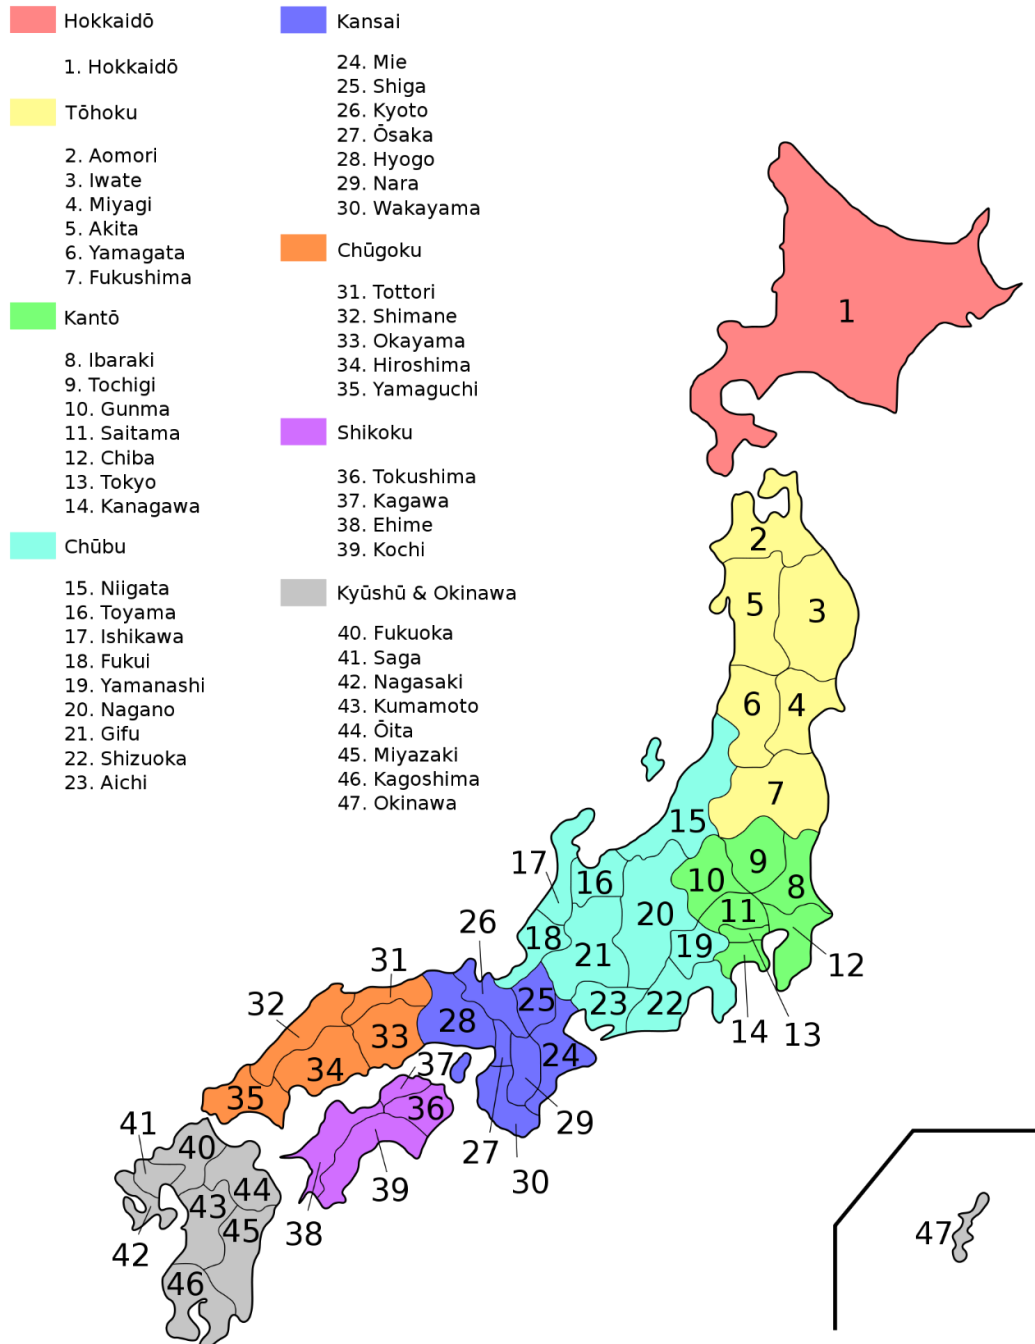 Hokkaidō
1. Hokkaidō
Tōhoku
2. Aomori
3. Iwate
4. Miyagi
5. Akita
6. Yamagata
7. Fukushima
Kantō
8. Ibaraki
9. Tochigi
10. Gunma
11. Saitama
12. Chiba
13. Tokyo
14. Kanagawa
Chūbu
15. Niigata
16. Toyama
17. Ishikawa
18. Fukui
19. Yamanashi
20. Nagano
21. Gifu
22. Shizuoka
23. Aichi
Kansai
24. Mie
25. Shiga
26. Kyoto
27. Ōsaka
28. Hyogo
29. Nara
30. Wakayama
Chūgoku
31. Tottori
32. Shimane
33. Okayama
34. Hiroshima
35. Yamaguchi
Shikoku
36. Tokushima
37. Kagawa
38. Ehime
39. Kochi
Kyūshū & Okinawa
40. Fukuoka
41. Saga
42. Nagasaki
43. Kumamoto
44. Ōita
45. Miyazaki
46. Kagoshima
47. Okinawa
1
2
5
3
6
4
7
15
9
17
10
8
16
11
20
26
18
19
21
12
31
25
32
23
22
28
14
13
33
24
37
34
35
36
29
41
40
27
30
39
44
43
38
45
47
42
46